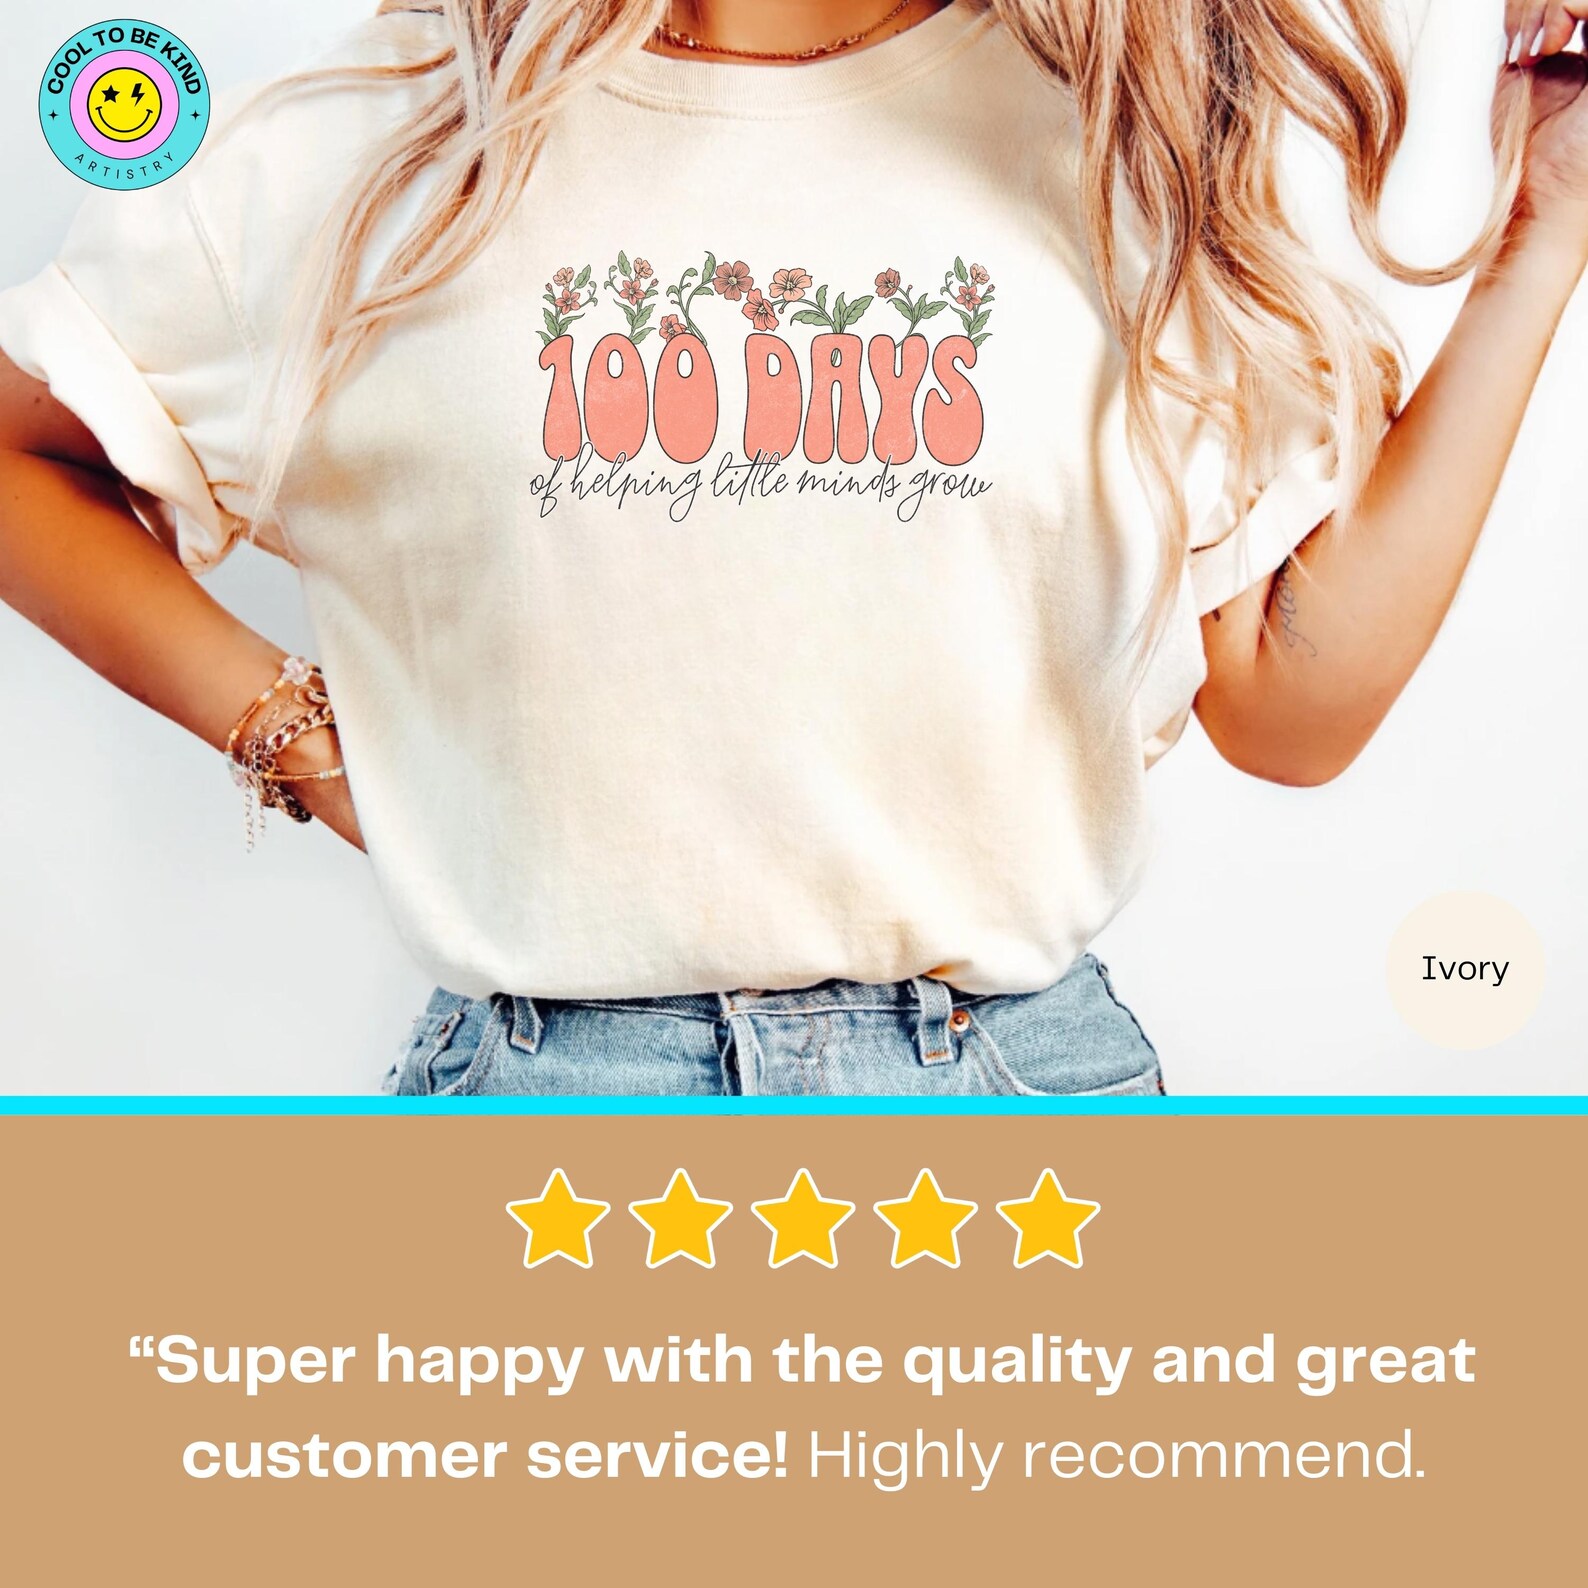 COOL TO BE KIND
ARTISTRY
100 DAYS
of helping little minds grow
Ivory
“Super happy with the quality and great
customer service! Highly recommend.